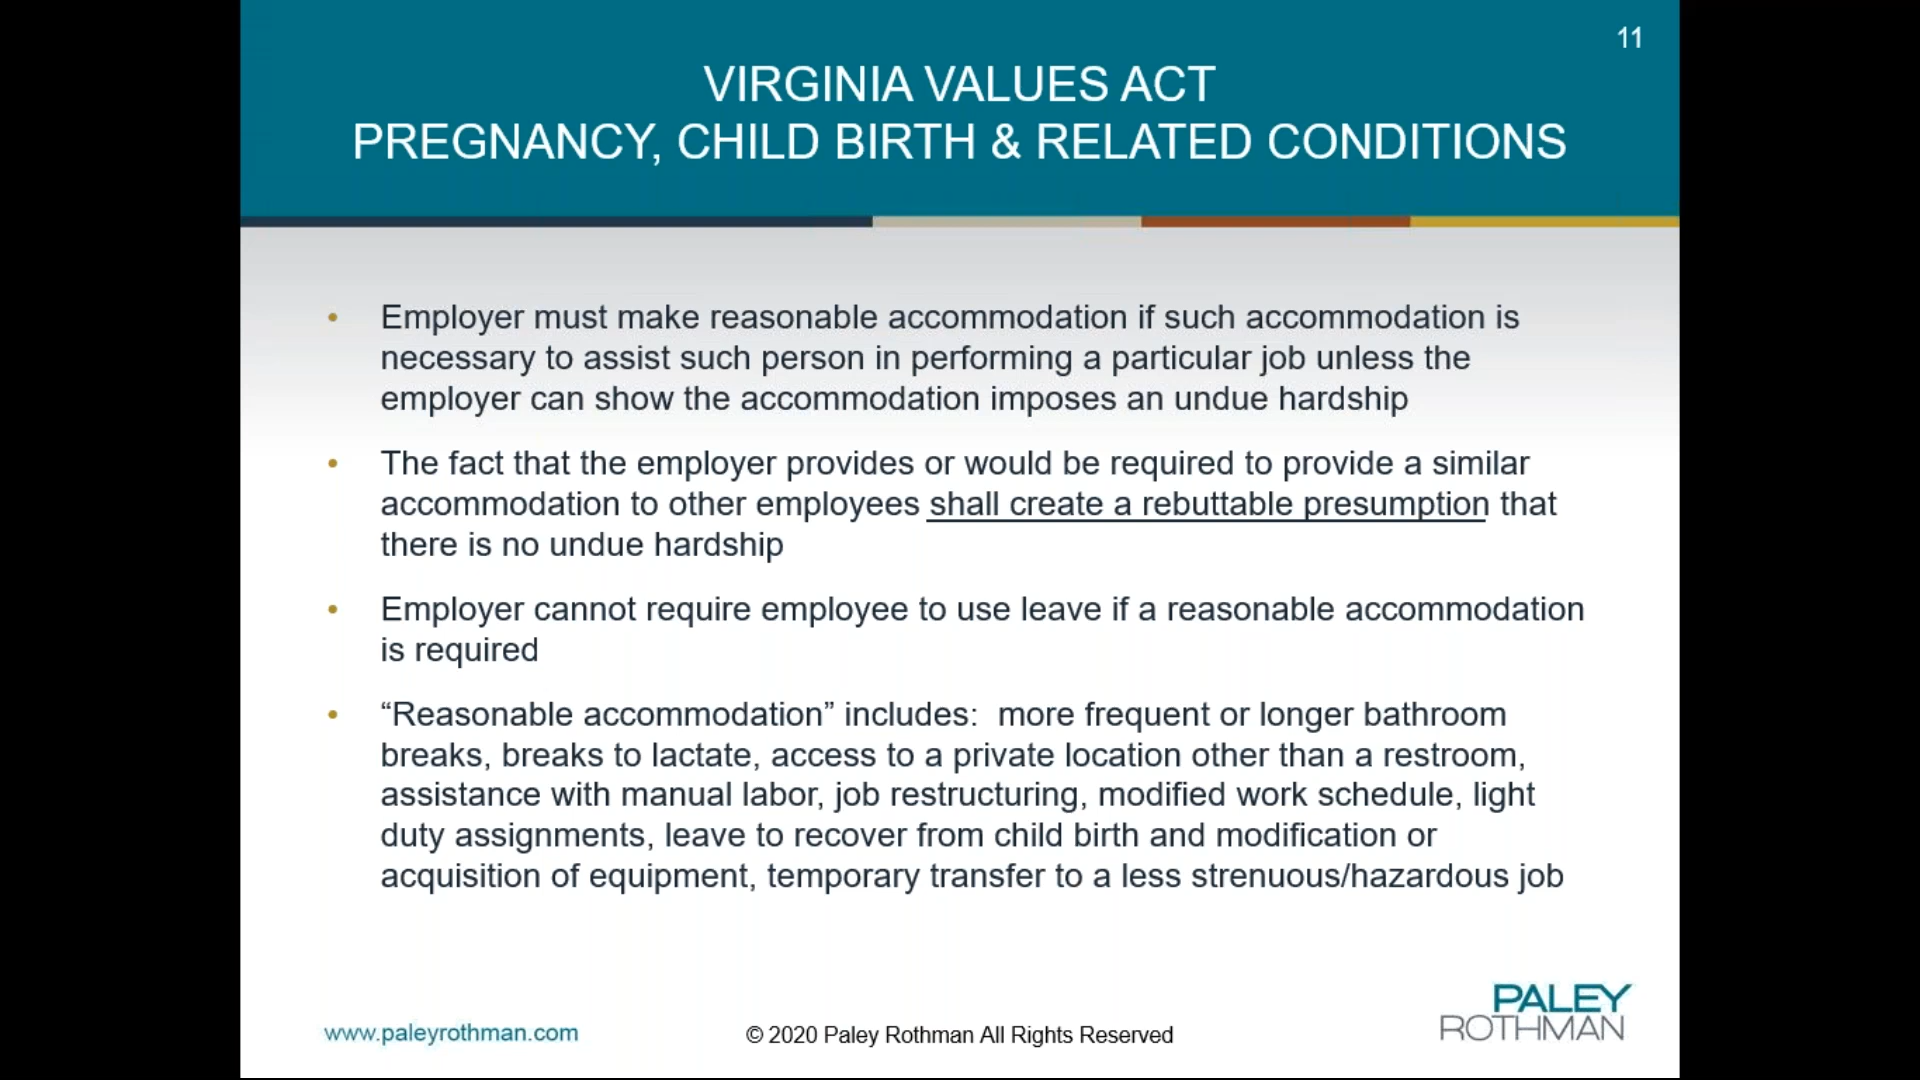 11
VIRGINIA VALUES ACT
PREGNANCY, CHILD BIRTH & RELATED CONDITIONS
• Employer must make reasonable accommodation if such accommodation is
necessary to assist such person in performing a particular job unless the
employer can show the accommodation imposes an undue hardship
• The fact that the employer provides or would be required to provide a similar
accommodation to other employees shall create a rebuttable presumption that
there is no undue hardship
• Employer cannot require employee to use leave if a reasonable accommodation
is required
• “Reasonable accommodation” includes:  more frequent or longer bathroom
breaks, breaks to lactate, access to a private location other than a restroom,
assistance with manual labor, job restructuring, modified work schedule, light
duty assignments, leave to recover from child birth and modification or
acquisition of equipment, temporary transfer to a less strenuous/hazardous job
www.paleyrothman.com
© 2020 Paley Rothman All Rights Reserved
PALEY
ROTHMAN